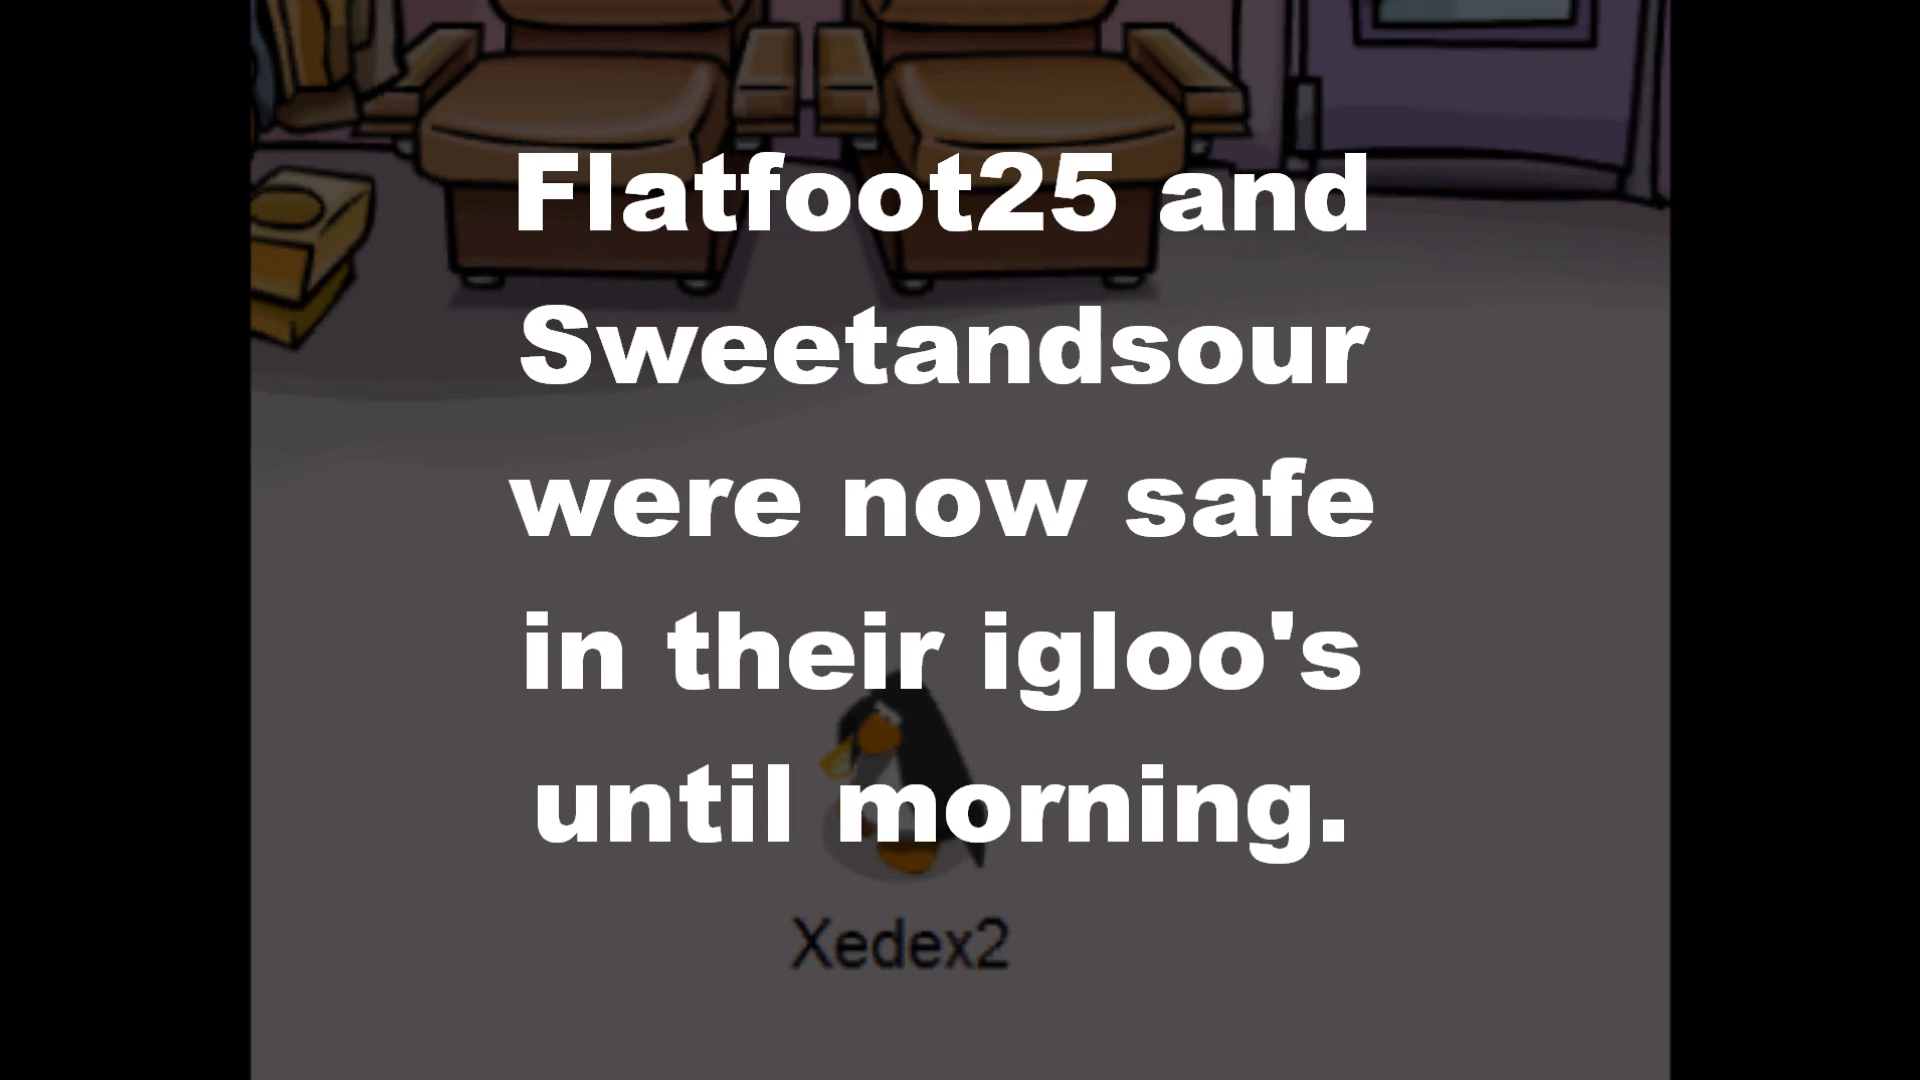 Flatfoot25 and
Sweetandsour
were now safe
in their igloo's
until morning.
Xedex2